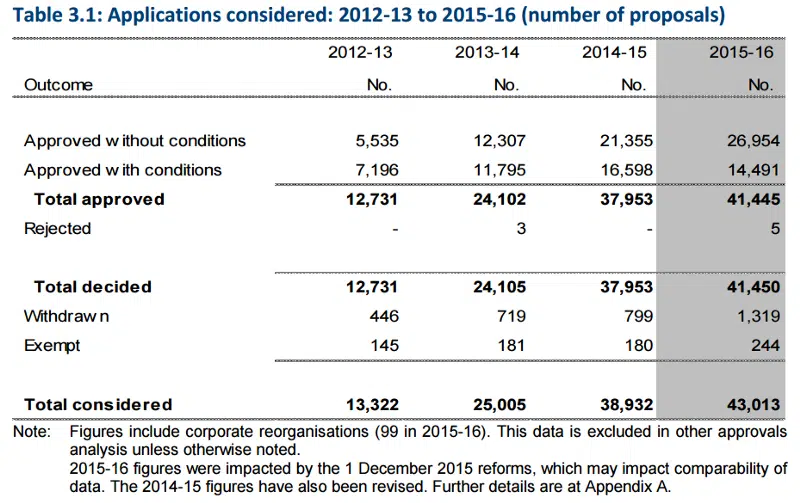 Table 3.1: Applications considered: 2012-13 to 2015-16 (number of proposals)
2012-13 2013-14 2014-15 2015-16
Outcome No. No. No. No.
Approved without conditions 5,535 12,307 21,355 26,954
Approved with conditions 7,196 11,795 16,598 14,491
Total approved 12,731 24,102 37,953 41,445
Rejected - 3 - 5
Total decided 12,731 24,105 37,953 41,450
Withdrawn 446 719 799 1,319
Exempt 145 181 180 244
Total considered 13,322 25,005 38,932 43,013
Note: Figures include corporate reorganisations (99 in 2015-16). This data is excluded in other approvals
analysis unless otherwise noted.
2015-16 figures were impacted by the 1 December 2015 reforms, which may impact comparability of
data. The 2014-15 figures have also been revised. Further details are at Appendix A.